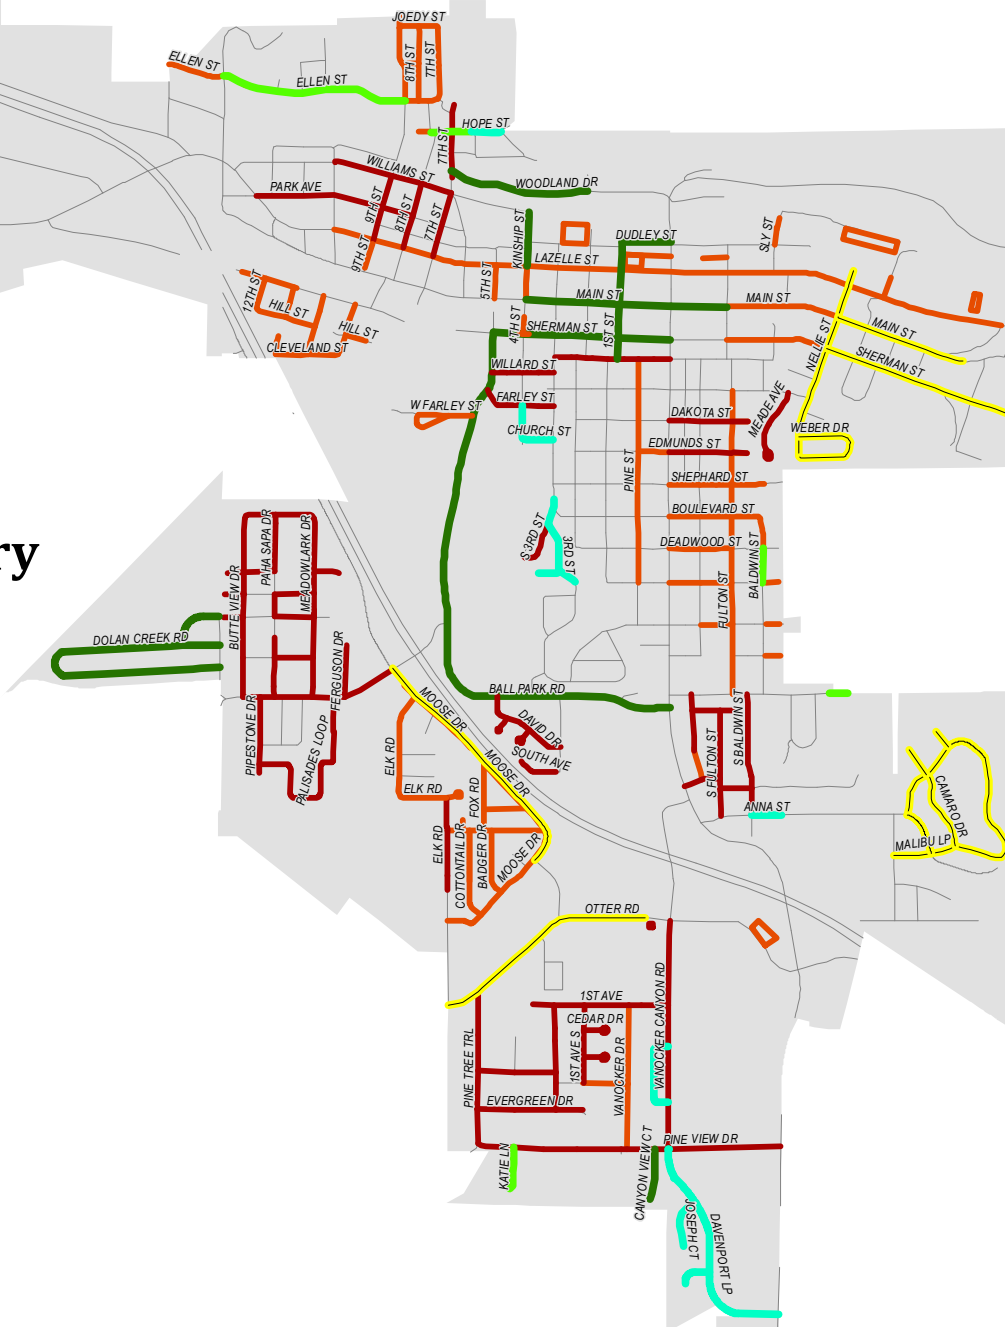 JOEDY ST
ELLEN ST
8TH ST
7TH ST
ELLEN ST
HOPE ST
7TH ST
WILLIAMS ST
PARK AVE
WOODLAND DR
9TH ST
8TH ST
7TH ST
KINSHIP ST
DUDLEY ST
SLY ST
9TH ST
LAZELLE ST
12TH ST
5TH ST
MAIN ST
MAIN ST
HILL ST
HILL ST
4TH ST
SHERMAN ST
1ST ST
NELLIE ST
MAIN ST
CLEVELAND ST
SHERMAN ST
WILLARD ST
FARLEY ST
W FARLEY ST
DAKOTA ST
MEADE AVE
CHURCH ST
WEBER DR
EDMUNDS ST
PINE ST
SHEPHARD ST
BOULEVARD ST
S 3RD ST
3RD ST
DEADWOOD ST
BALDWIN ST
ry
PAHA SAPA DR
MEADOWLARK DR
BUTTE VIEW DR
FULTON ST
DOLAN CREEK RD
FERGUSON DR
BALL PARK RD
MOOSE DR
DAVID DR
PIPESTONE DR
PALISADES LOOP
ELK RD
MOOSE DR
SOUTH AVE
S FULTON ST
S BALDWIN ST
ELK RD
FOX RD
ANNA ST
CAMARO DR
ELK RD
COTTONTAIL DR
BADGER DR
MOOSE DR
MALIBU LP
OTTER RD
VANOCKER CANYON RD
1ST AVE
CEDAR DR
PINE TREE TRL
1ST AVE S
VANOCKER DR
EVERGREEN DR
PINE VIEW DR
KATIE LN
CANYON VIEW CT
JOSEPH CT
DAVENPORT LP